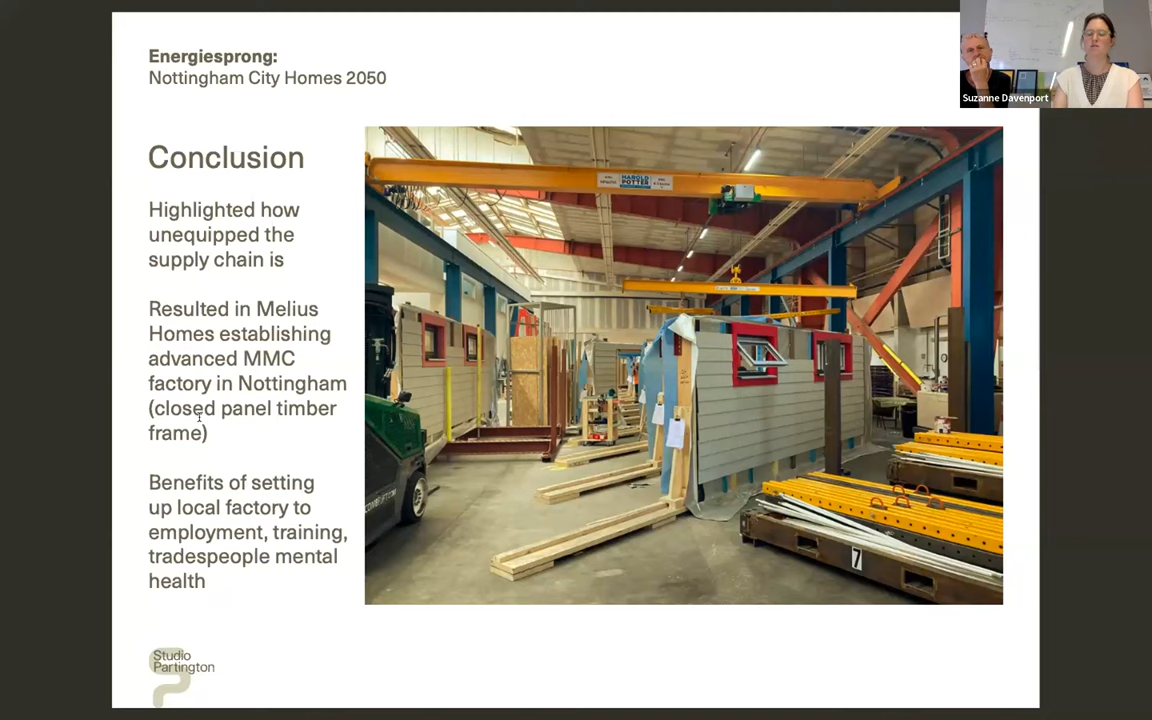 Energiesprong:
Nottingham City Homes 2050
Suzanne Davenport
Conclusion
Highlighted how
unequipped the
supply chain is
Resulted in Melius
Homes establishing
advanced MMC
factory in Nottingham
(closed panel timber
frame)
Benefits of setting
up local factory to
employment, training,
tradespeople mental
health
HAROLD
POTTER
7
Studio
Partington